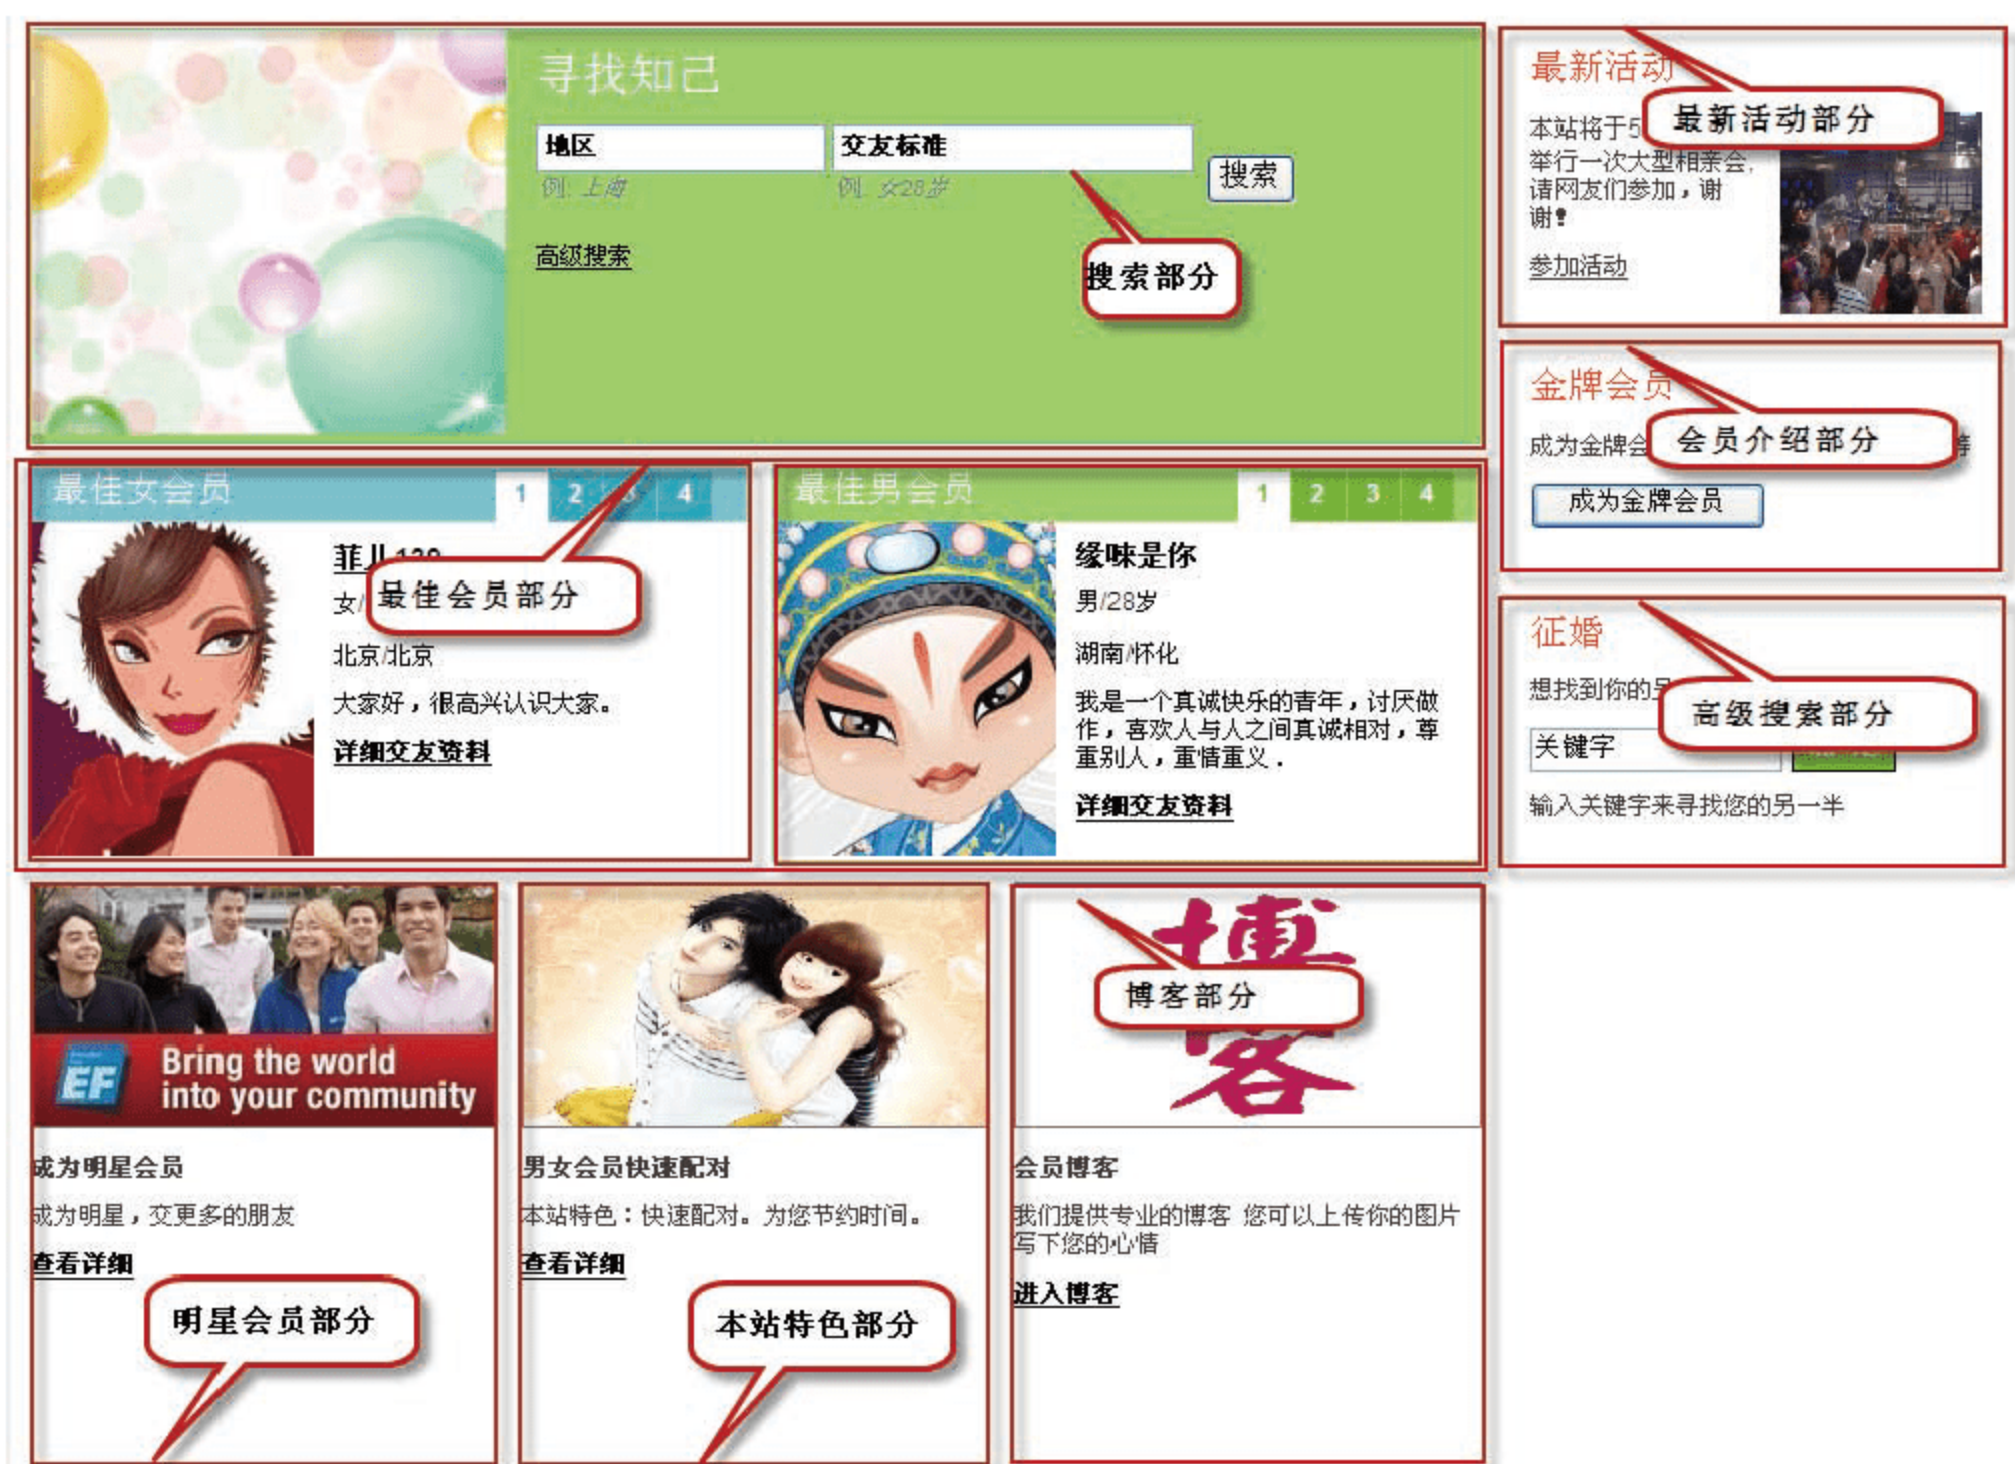 寻找知己
地区
交友标准
搜索
例: 上海
例. 女28岁
高级搜索
搜索部分
最新活动
最新活动部分
本站将于5
举行一次大型相亲会,
请网友们参加，谢
谢！
参加活动
金牌会员
成为金牌会
会员介绍部分
成为金牌会员
征婚
想找到你的另
高级搜索部分
关键字
输入关键字来寻找您的另一半
最佳女会员
1 2 3 4
最佳会员部分
女/
北京/北京
大家好，很高兴认识大家。
详细交友资料
最佳男会员
1 2 3 4
缘味是你
男/28岁
湖南/怀化
我是一个真诚快乐的青年，讨厌做
作，喜欢人与人之间真诚相对，尊
重别人，重情重义．
详细交友资料
EF
Bring the world
into your community
成为明星会员
成为明星，交更多的朋友
查看详细
明星会员部分
男女会员快速配对
本站特色：快速配对。为您节约时间。
查看详细
本站特色部分
博客
博客部分
会员博客
我们提供专业的博客 您可以上传你的图片
写下您的心情
进入博客